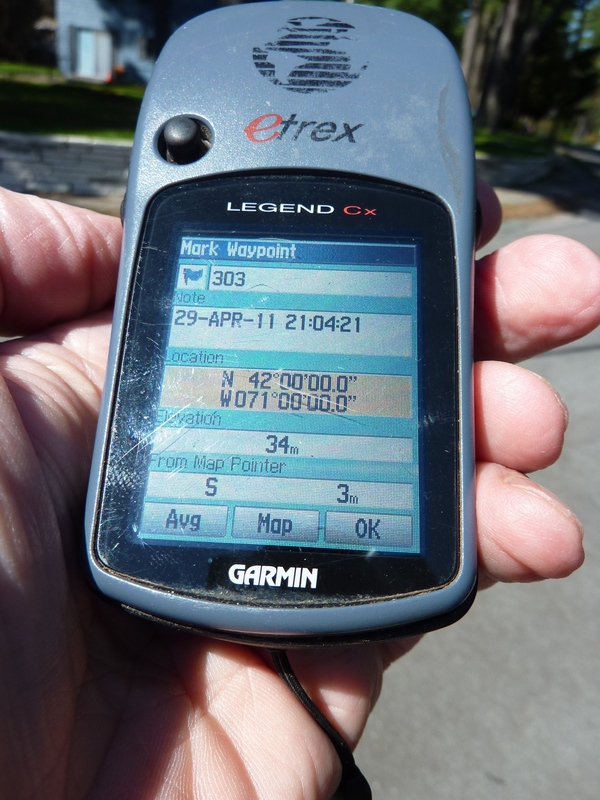 etrex
LEGEND Cx
Mark Waypoint
303
Note
29-APR-11 21:04:21
Location
N 42°00'00.0"
W071°00'00.0"
Elevation
34m
From Map Pointer
S 3m
Avg Map OK
GARMIN